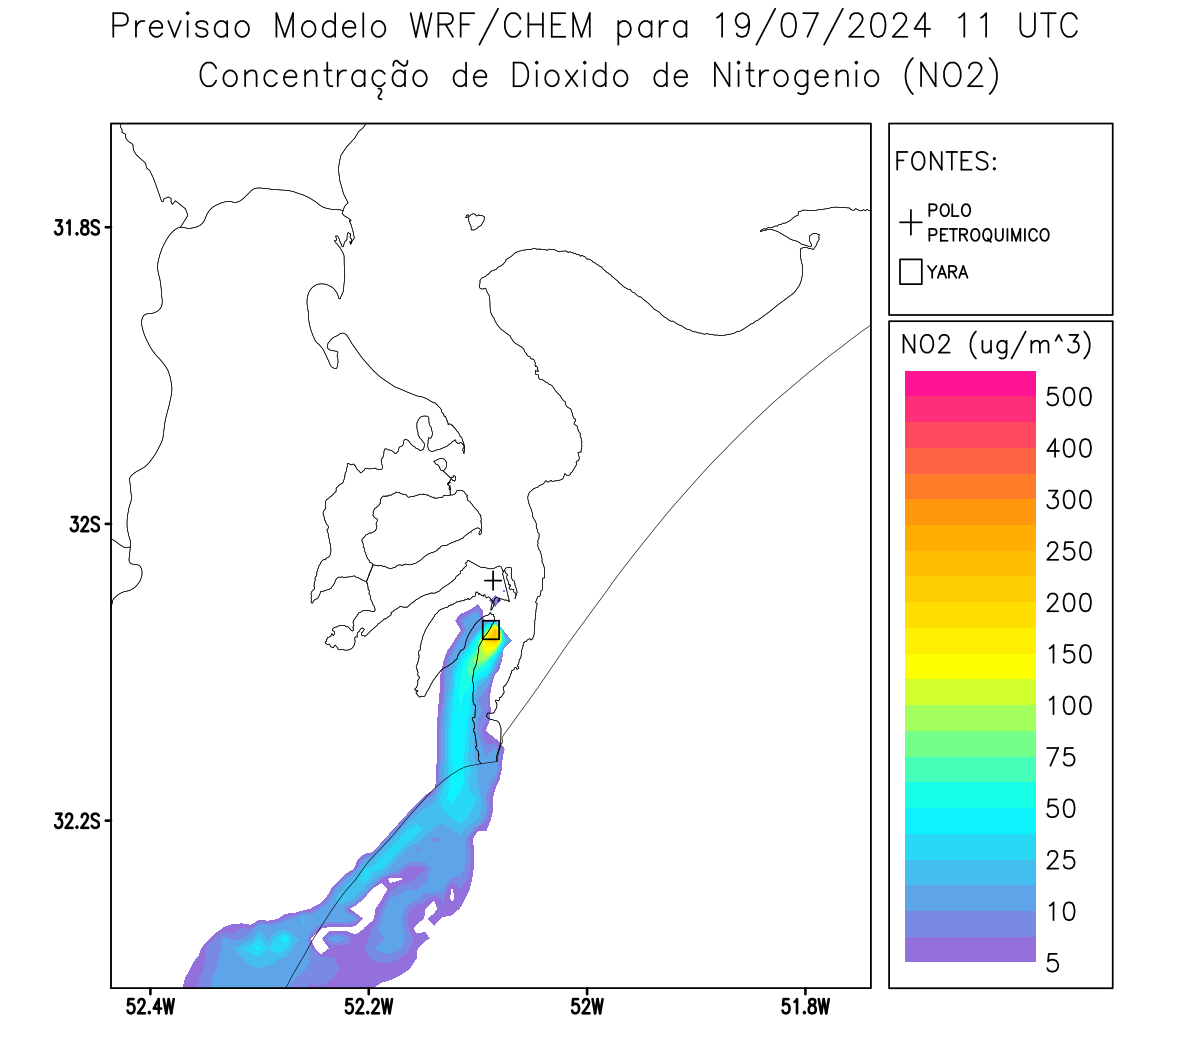 Previsao Modelo WRF/CHEM para 19/07/2024 11 UTC
Concentração de Dioxido de Nitrogenio (NO2)
FONTES:
POLO
PETROQUIMICO
YARA
NO2 (ug/m^3)
500
400
300
250
200
150
100
75
50
25
10
5
31.8S
32S
32.2S
52.4W
52.2W
52W
51.8W